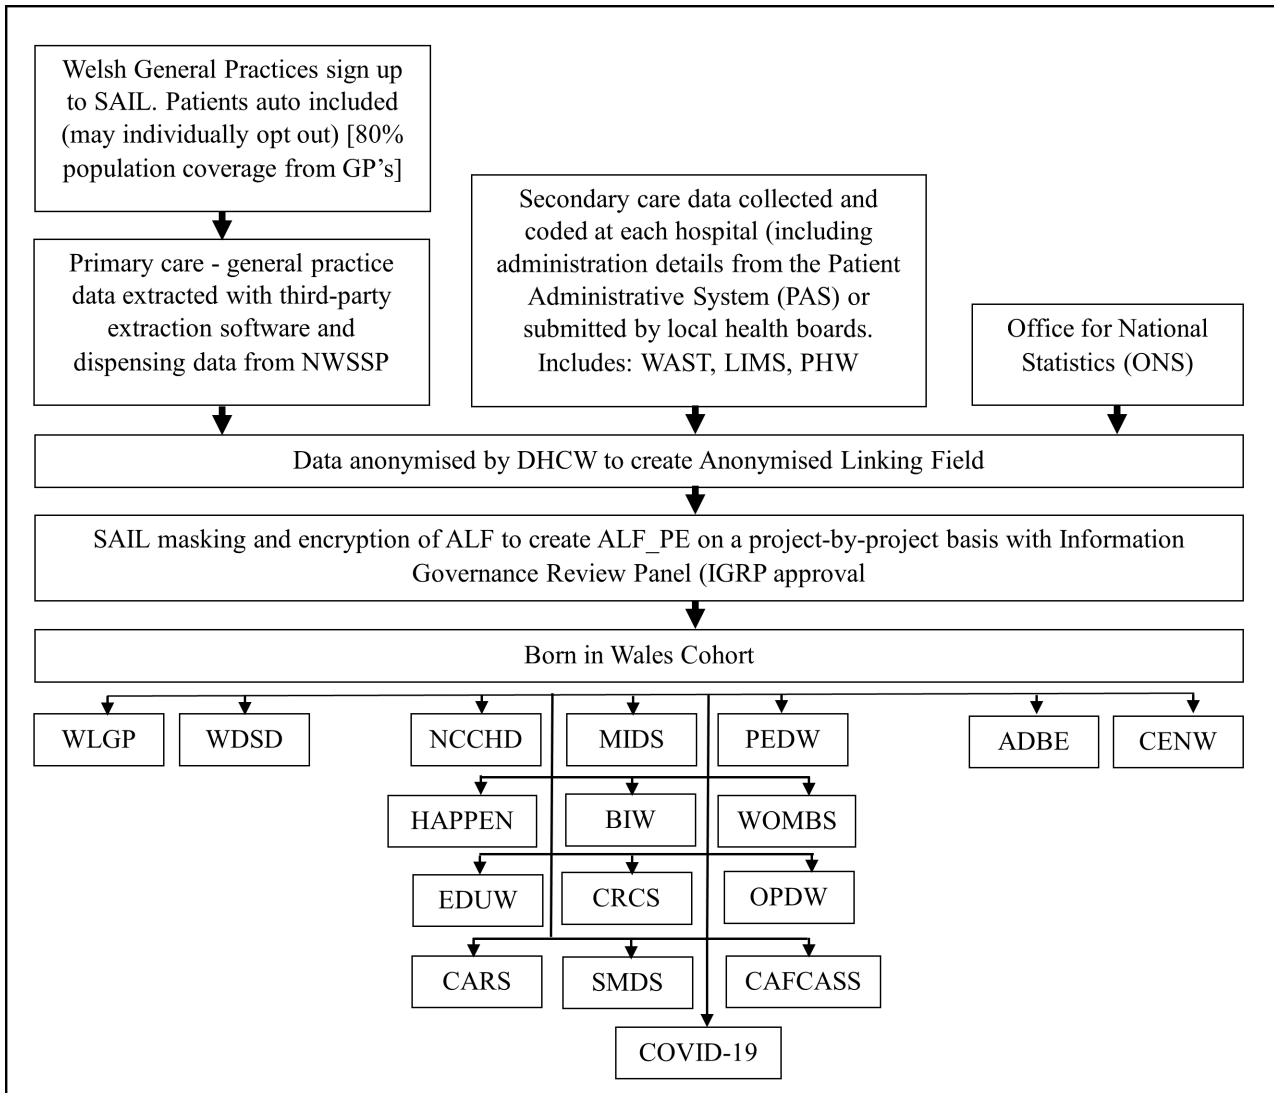 Welsh General Practices sign up
to SAIL. Patients auto included
(may individually opt out) [80%
population coverage from GP's]
Primary care - general practice
data extracted with third-party
extraction software and
dispensing data from NWSSP
Secondary care data collected and
coded at each hospital (including
administration details from the Patient
Administrative System (PAS) or
submitted by local health boards.
Includes: WAST, LIMS, PHW
Office for National
Statistics (ONS)
Data anonymised by DHCW to create Anonymised Linking Field
SAIL masking and encryption of ALF to create ALF_PE on a project-by-project basis with Information
Governance Review Panel (IGRP approval
Born in Wales Cohort
WLGP
WDSD
NCCHD
MIDS
PEDW
ADBE
CENW
HAPPEN
BIW
WOMBS
EDUW
CRCS
OPDW
CARS
SMDS
CAFCASS
COVID-19